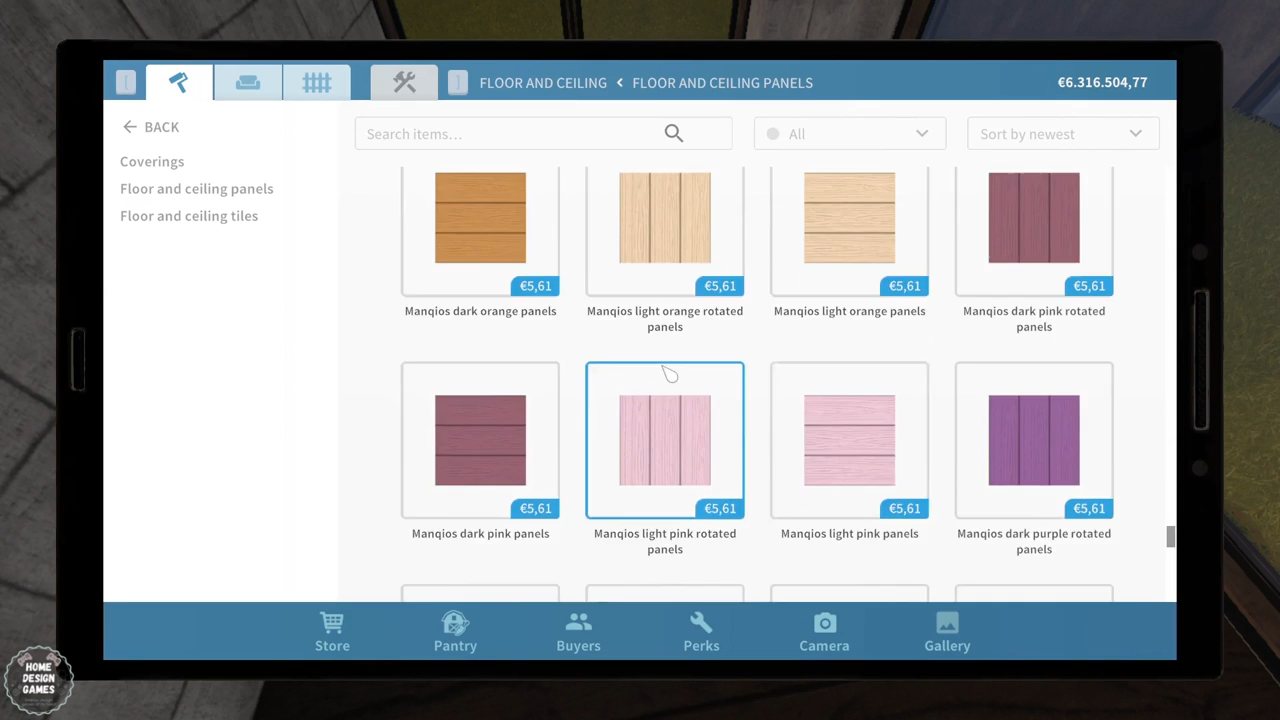 FLOOR AND CEILING < FLOOR AND CEILING PANELS
€6.316.504,77
BACK
Search items...
All
Sort by newest
Coverings
Floor and ceiling panels
Floor and ceiling tiles
€5,61
€5,61
€5,61
€5,61
Manqios dark orange panels
Manqios light orange rotated
panels
Manqios light orange panels
Manqios dark pink rotated
panels
€5,61
€5,61
€5,61
€5,61
Manqios dark pink panels
Manqios light pink rotated
panels
Manqios light pink panels
Manqios dark purple rotated
panels
Store
Pantry
Buyers
Perks
Camera
Gallery
HOME
DESIGN
GAMES